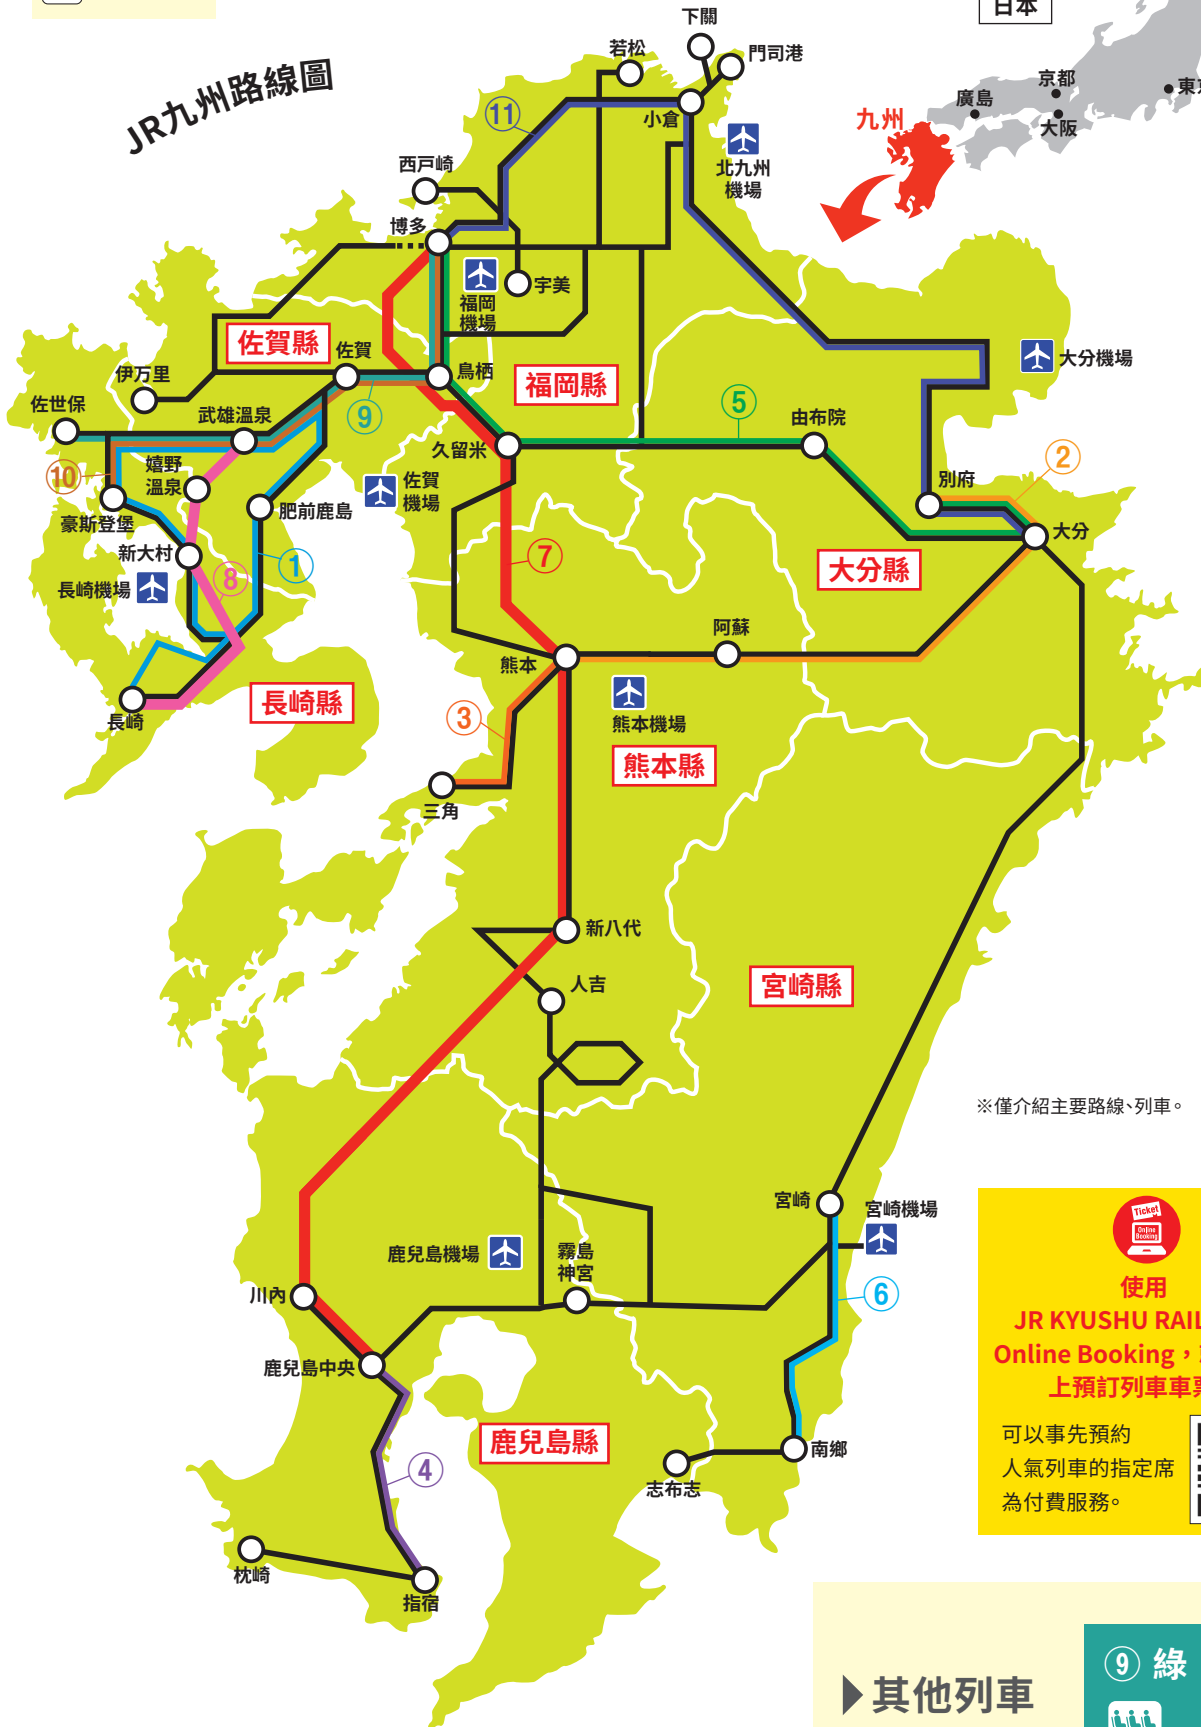 日本
下關
若松
門司港
JR九州路線圖
京都
東京
廣島
大阪
九州
⑪
小倉
西戸崎
北九州
機場
博多
宇美
福岡
機場
佐賀縣
佐賀
鳥栖
福岡縣
大分機場
伊万里
佐世保
武雄溫泉
⑨
⑤
由布院
久留米
②
嬉野
溫泉
⑩
佐賀
機場
別府
豪斯登堡
肥前鹿島
大分
新大村
⑦
①
⑧
大分縣
長崎機場
阿蘇
熊本
長崎縣
長崎
③
熊本機場
熊本縣
三角
新八代
人吉
宮崎縣
※僅介紹主要路線、列車。
宮崎
宮崎機場
Ticket
Online
Booking
鹿兒島機場
霧島
神宮
使用
川內
⑥
JR KYUSHU RAIL
Online Booking，
鹿兒島中央
上預訂列車車票
鹿兒島縣
可以事先預約
南鄉
人氣列車的指定席
④
志布志
為付費服務。
枕崎
指宿
⑨ 綠
▶其他列車